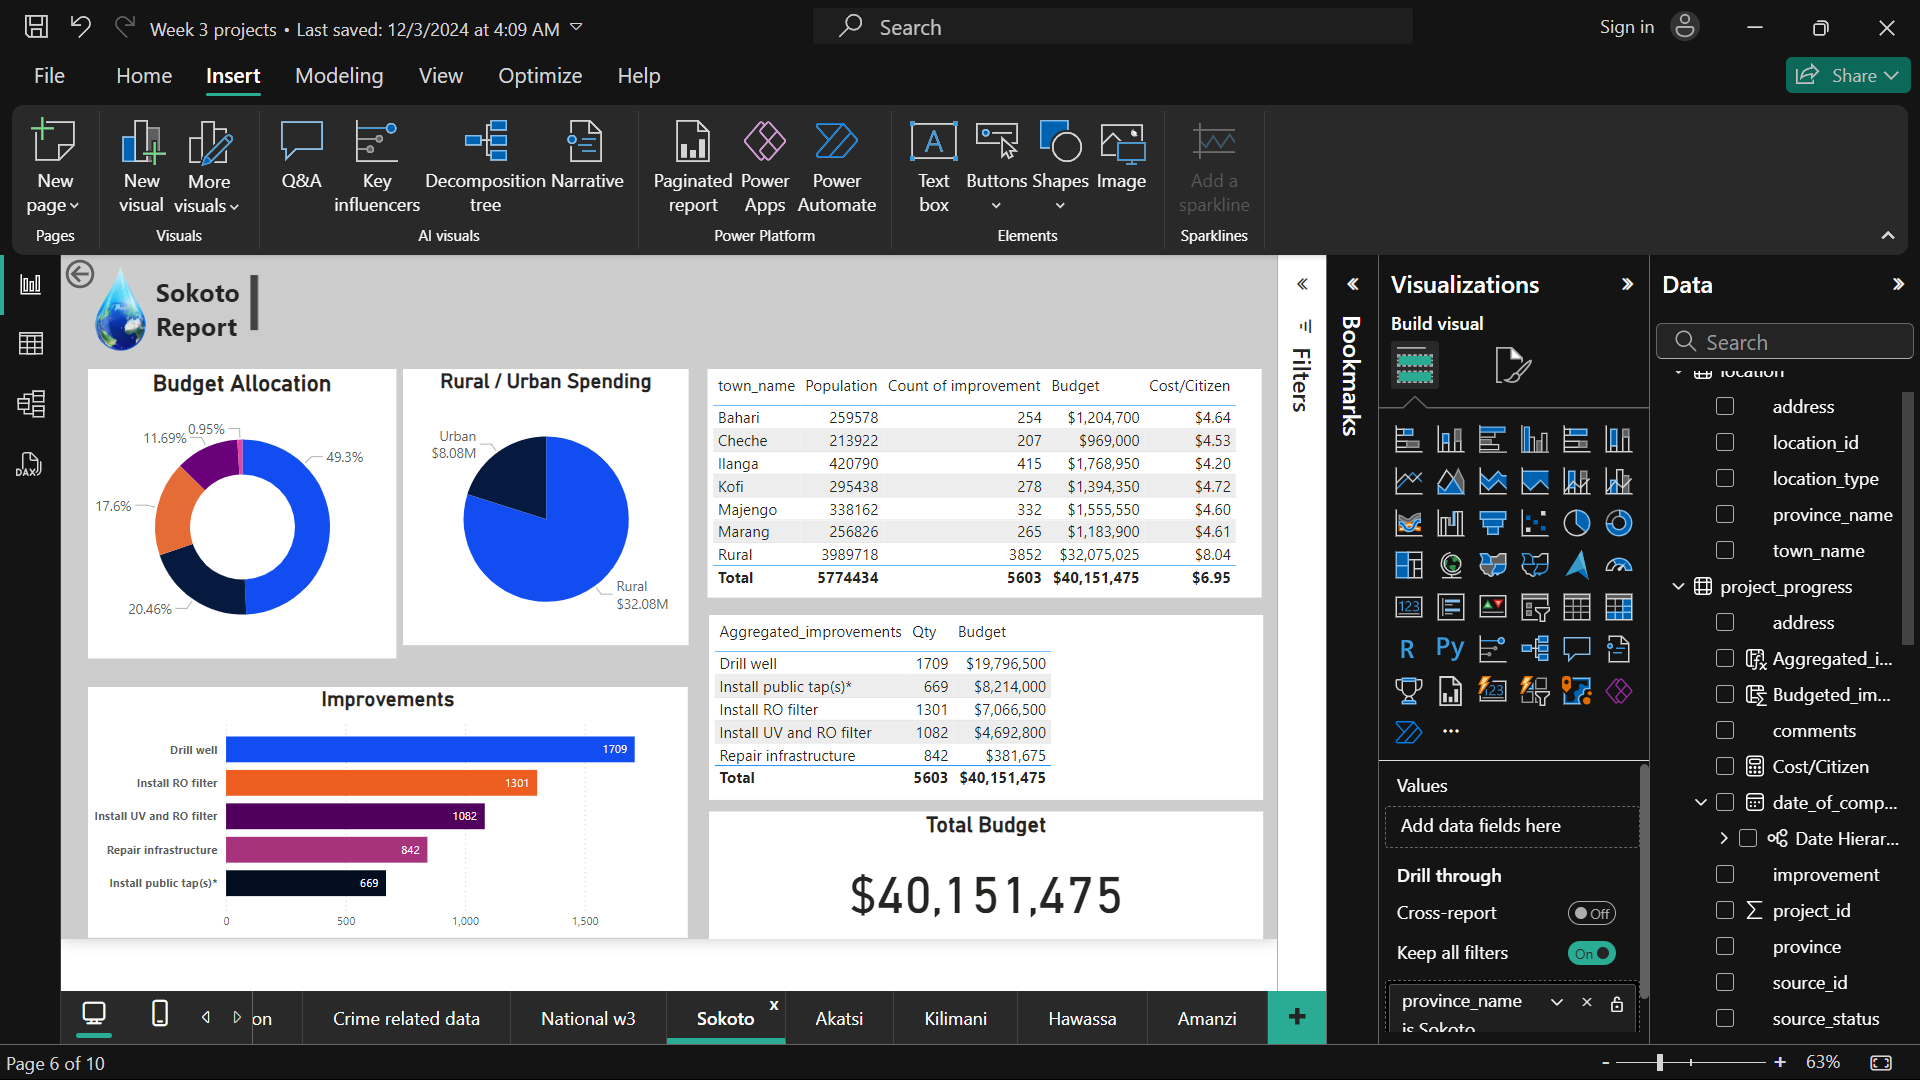 Week 3 projects • Last saved: 12/3/2024 at 4:09 AM
Search
Sign in
File Home Insert Modeling View Optimize Help
Share
New page
New visual
More visuals
Q&A
Key influencers
Decomposition tree
Narrative
Paginated report
Power Apps
Power Automate
Text box
Buttons
Shapes
Image
Add a sparkline
Pages
Visuals
AI visuals
Power Platform
Elements
Sparklines
DAX
Sokoto
Report
Budget Allocation
0.95%
11.69%
49.3%
17.6%
20.46%
Rural / Urban Spending
Urban
$8.08M
Rural
$32.08M
town_name Population Count of improvement Budget Cost/Citizen
Bahari 259578 254 $1,204,700 $4.64
Cheche 213922 207 $969,000 $4.53
Ilanga 420790 415 $1,768,950 $4.20
Kofi 295438 278 $1,394,350 $4.72
Majengo 338162 332 $1,555,550 $4.60
Marang 256826 265 $1,183,900 $4.61
Rural 3989718 3852 $32,075,025 $8.04
Total 5774434 5603 $40,151,475 $6.95
Aggregated_improvements Qty Budget
Drill well 1709 $19,796,500
Install public tap(s)* 669 $8,214,000
Install RO filter 1301 $7,066,500
Install UV and RO filter 1082 $4,692,800
Repair infrastructure 842 $381,675
Total 5603 $40,151,475
Improvements
Drill well 1709
Install RO filter 1301
Install UV and RO filter 1082
Repair infrastructure 842
Install public tap(s)* 669
0 500 1,000 1,500
Total Budget
$40,151,475
Filters
Bookmarks
Visualizations
Build visual
123
R Py
123
Values
Add data fields here
Drill through
Cross-report
Off
Keep all filters
On
province_name
is Sokoto
Data
Search
location
address
location_id
location_type
province_name
town_name
project_progress
address
Aggregated_i...
Budgeted_im...
comments
Cost/Citizen
date_of_comp...
Date Hierar...
improvement
project_id
province
source_id
source_status
on
Crime related data
National w3
Sokoto
x
Akatsi
Kilimani
Hawassa
Amanzi
+
Page 6 of 10
- + 63%